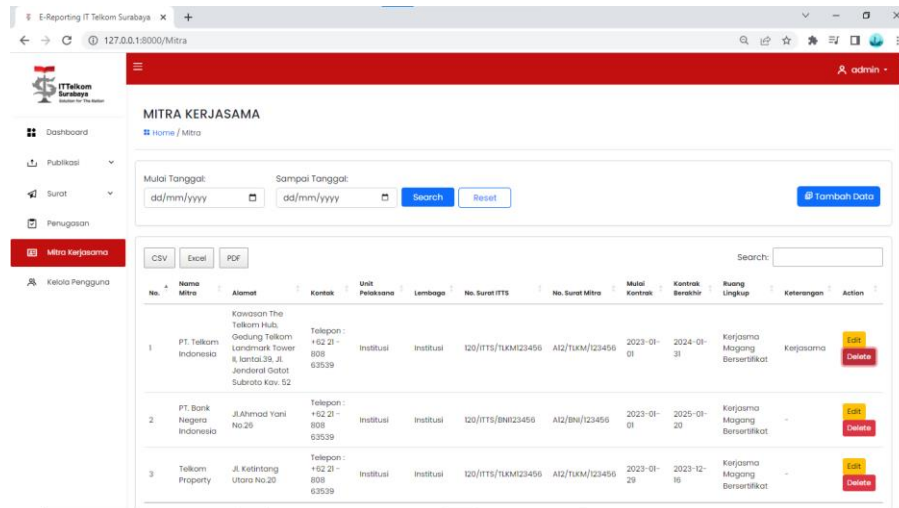 E-Reporting IT Telkom Surabaya
127.0.0.1:8000/Mitra
ITTelkom
Surabaya
Solution for The Nation
admin
MITRA KERJASAMA
Home / Mitra
Dashboard
Publikasi
Surat
Penugasan
Mitra Kerjasama
Kelola Pengguna
Mulai Tanggal:
Sampai Tanggal:
dd/mm/yyyy
dd/mm/yyyy
Search
Reset
Tambah Data
CSV Excel PDF
Search:
No. Nama Mitra Alamat Kontak Unit Pelaksana Lembaga No. Surat ITTS No. Surat Mitra Mulai Kontrak Kontrak Berakhir Ruang Lingkup Keterangan Action
1
PT. Telkom
Indonesia
Kawasan The
Telkom Hub,
Gedung Telkom
Landmark Tower
II, lantai.39, Jl.
Jenderal Gatot
Subroto Kav. 52
Telepon :
+62 21 -
808
63539
Institusi
Institusi
120/ITTS/TLKM123456
A12/TLKM/123456
2023-01-
01
2024-01-
31
Kerjasma
Magang
Bersertifikat
Kerjasama
Edit
Delete
2
PT. Bank
Negera
Indonesia
Jl.Ahmad Yani
No.26
Telepon :
+62 21 -
808
63539
Institusi
Institusi
120/ITTS/BNI123456
A12/BNI/123456
2023-01-
01
2025-01-
20
Kerjasma
Magang
Bersertifikat
-
Edit
Delete
3
Telkom
Property
Jl. Ketintang
Utara No.20
Telepon :
+62 21 -
808
63539
Institusi
Institusi
120/ITTS/TLKM123456
A12/TLKM/123456
2023-01-
29
2023-12-
16
Kerjasma
Magang
Bersertifikat
-
Edit
Delete